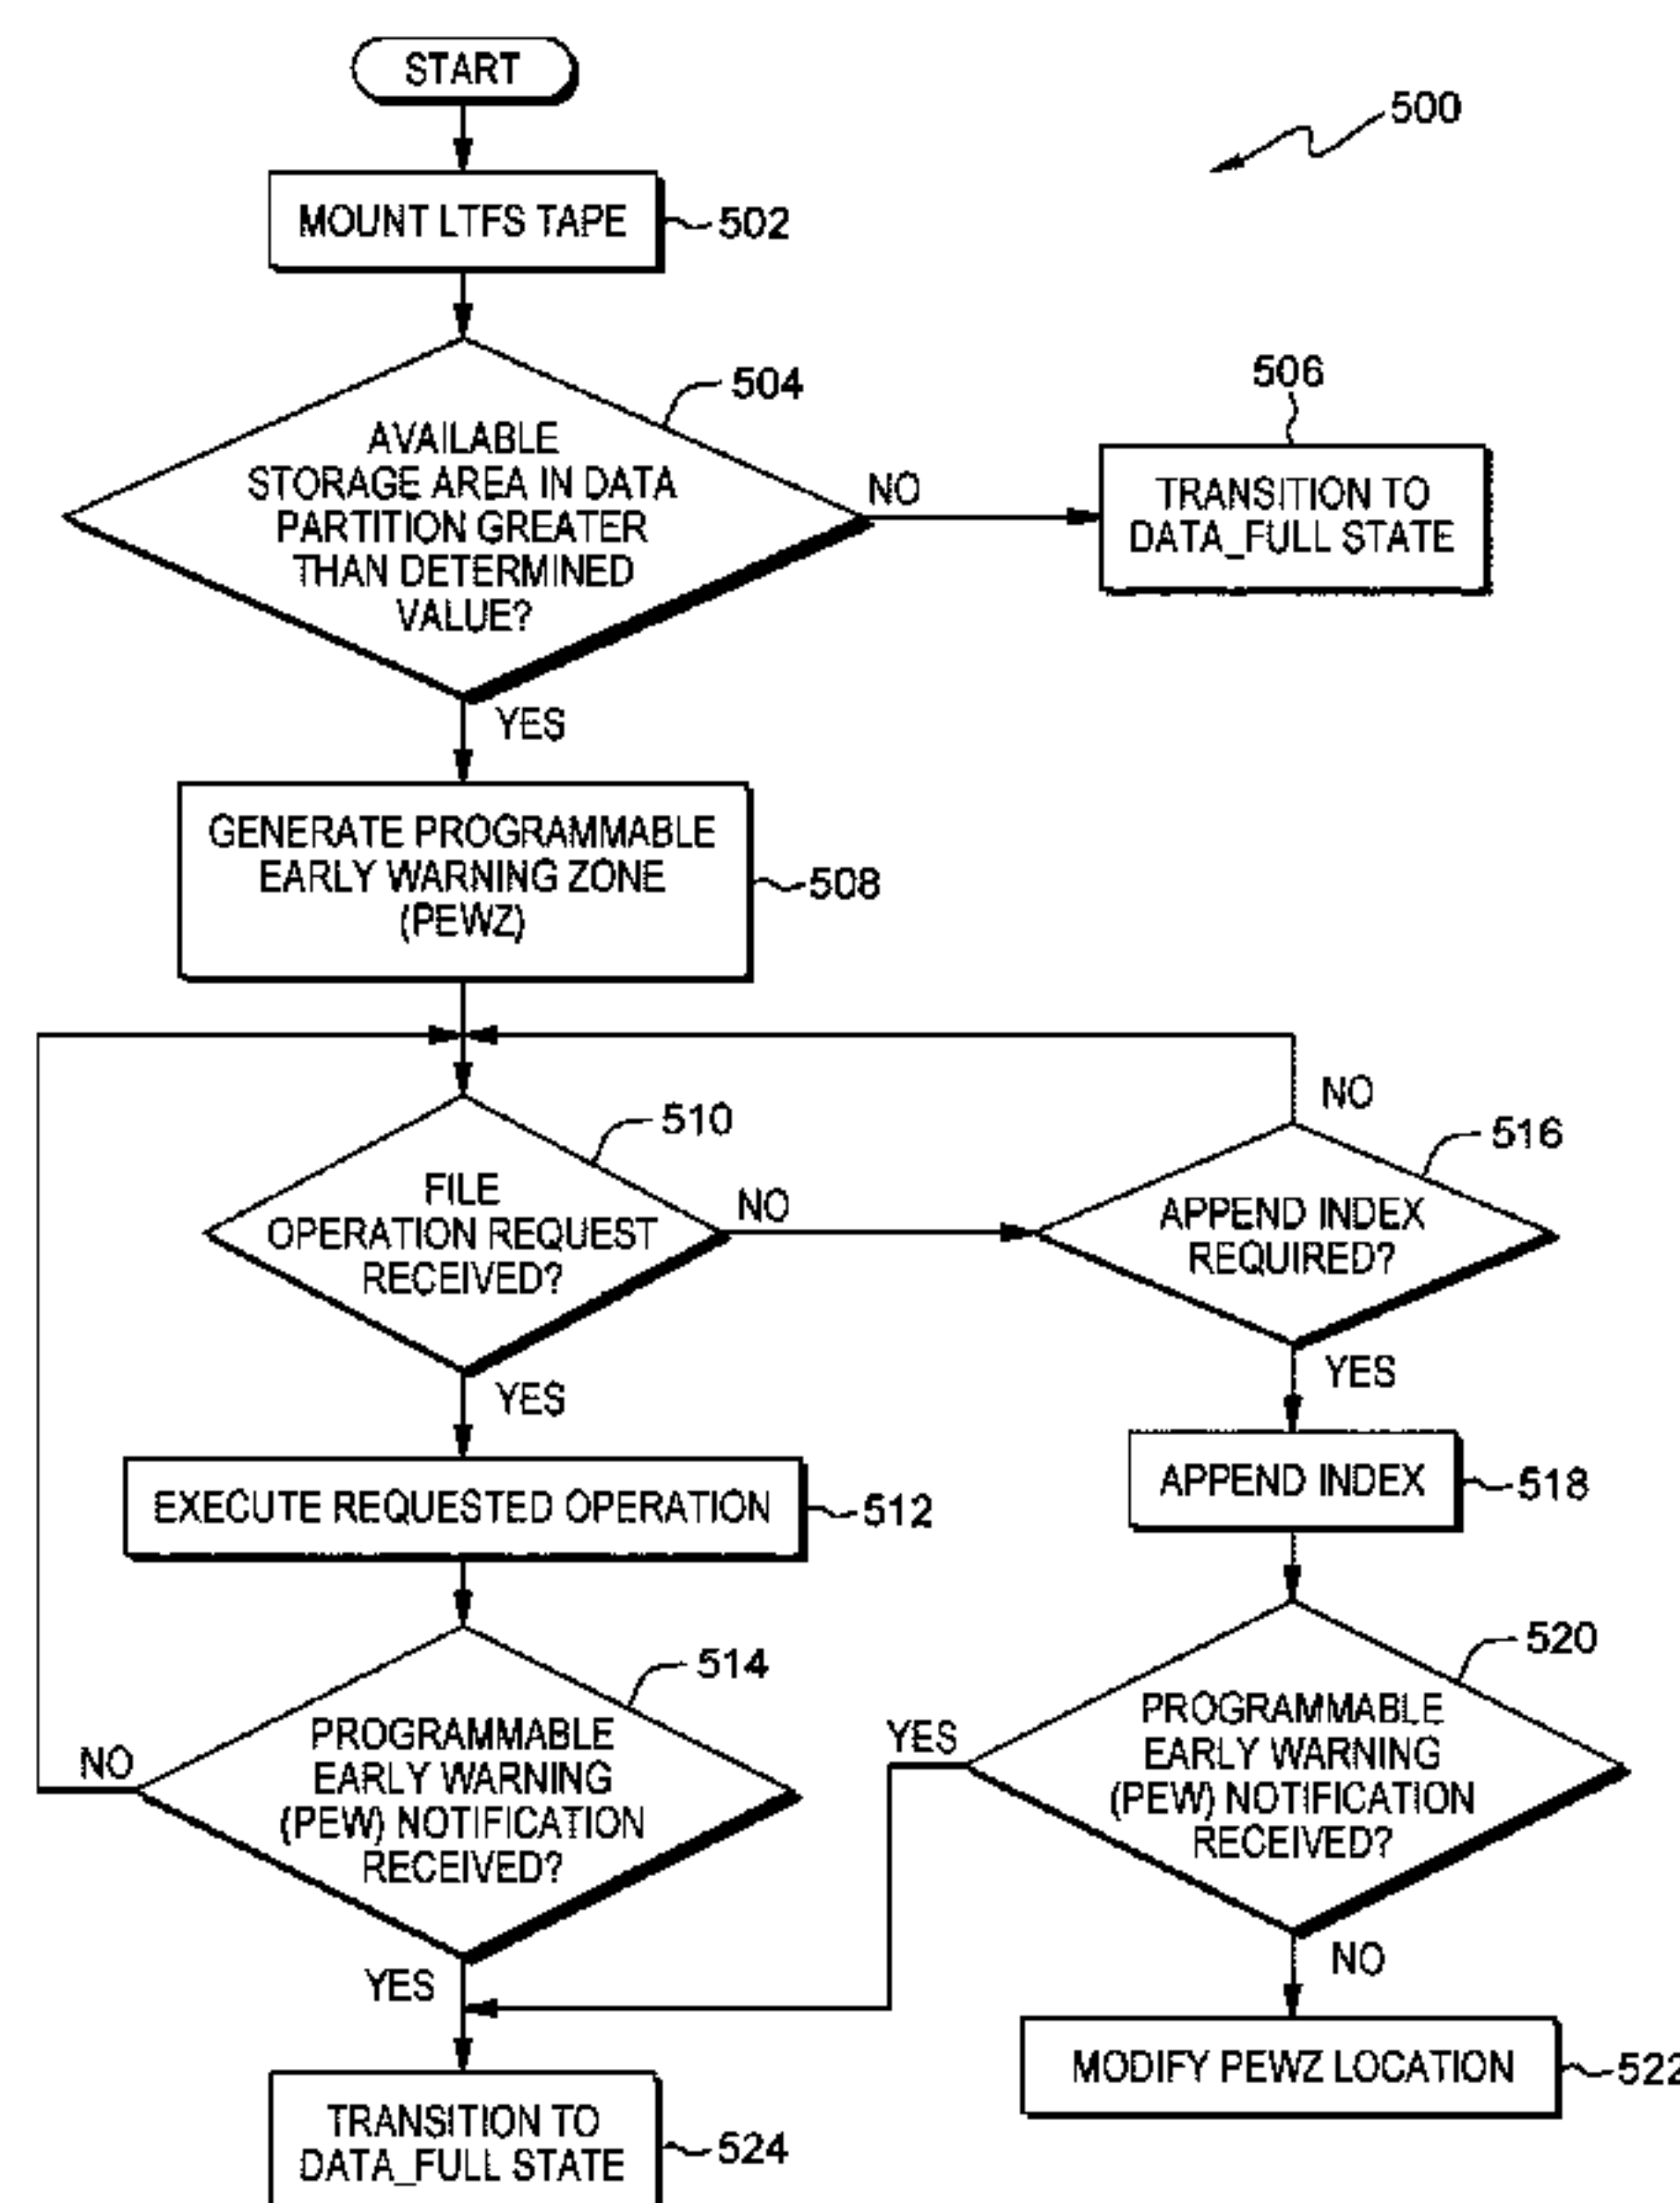 START
500
MOUNT LTFS TAPE
502
504
AVAILABLE
STORAGE AREA IN DATA
PARTITION GREATER
THAN DETERMINED
VALUE?
NO
506
TRANSITION TO
DATA_FULL STATE
YES
GENERATE PROGRAMMABLE
EARLY WARNING ZONE
(PEWZ)
508
510
FILE
OPERATION REQUEST
RECEIVED?
NO
NO
516
APPEND INDEX
REQUIRED?
YES
YES
EXECUTE REQUESTED OPERATION
512
APPEND INDEX
518
514
PROGRAMMABLE
EARLY WARNING
(PEW) NOTIFICATION
RECEIVED?
NO
YES
520
PROGRAMMABLE
EARLY WARNING
(PEW) NOTIFICATION
RECEIVED?
YES
NO
MODIFY PEWZ LOCATION
522
TRANSITION TO
DATA_FULL STATE
524